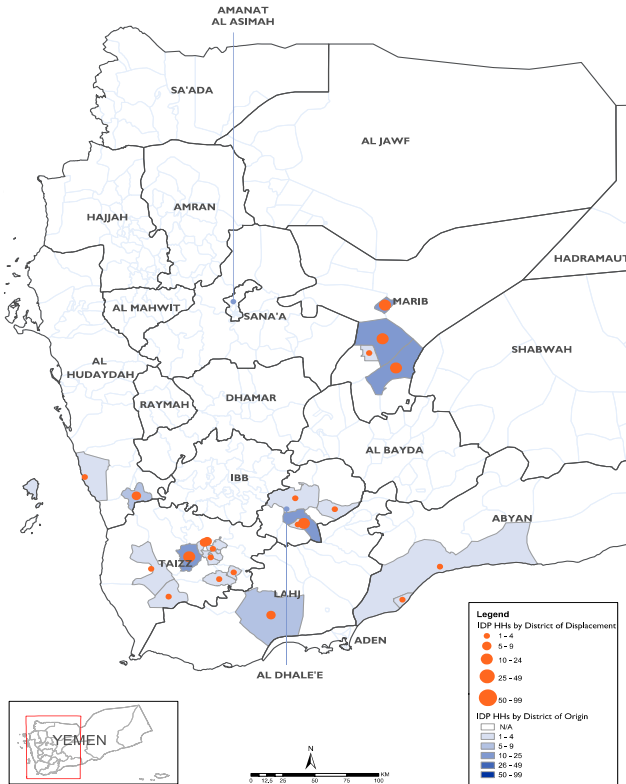 AMANAT
AL ASIMAH
SA'ADA
AL JAWF
AMRAN
HAJJAH
HADRAMAUT
MARIB
AL MAHWIT
SANA'A
SHABWAH
AL
HUDAYDAH
RAYMAH
DHAMAR
AL BAYDA
IBB
ABYAN
TAIZZ
LAHJ
ADEN
AL DHALE'E
Legend
IDP HHs by District of Displacement
1 - 4
5 - 9
10 - 24
25 - 49
50 - 99
IDP HHs by District of Origin
N/A
1 - 4
5 - 9
10 - 25
26 - 49
50 - 99
YEMEN
N
0 12.5 25 50 75 100 KM